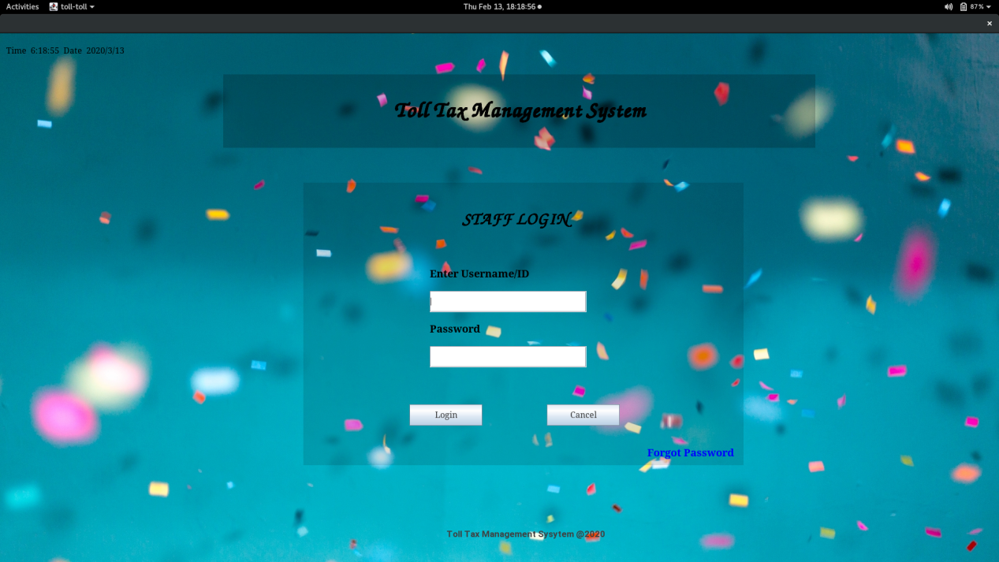 Activities toll-toll Thu Feb 13, 18:18:56 87%
×
Time 6:18:55 Date 2020/3/13
Toll Tax Management System
STAFF LOGIN
Enter Username/ID
Password
Login Cancel
Forgot Password
Toll Tax Management Sysytem @2020